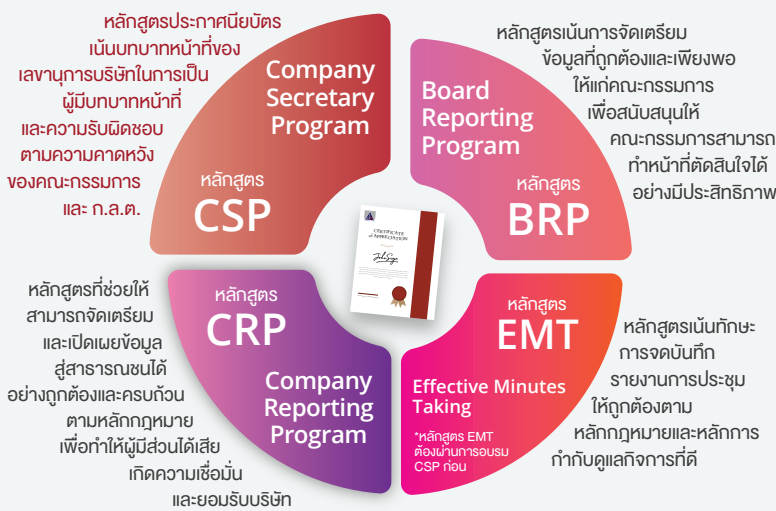 หลักสูตรประกาศนียบัตร
เน้นบทบาทหน้าที่ของ
เลขานุการบริษัทในการเป็น
ผู้มีบทบาทหน้าที่
และความรับผิดชอบ
ตามความคาดหวัง
ของคณะกรรมการ
และ ก.ล.ต.
Company
Secretary
Program
หลักสูตร
CSP
Board
Reporting
Program
หลักสูตร
BRP
หลักสูตรเน้นการจัดเตรียม
ข้อมูลที่ถูกต้องและเพียงพอ
ให้แก่คณะกรรมการ
เพื่อสนับสนุนให้
คณะกรรมการสามารถ
ทำหน้าที่ตัดสินใจได้
อย่างมีประสิทธิภาพ
CERTIFICATE
of APPRECIATION
หลักสูตรที่ช่วยให้
สามารถจัดเตรียม
และเปิดเผยข้อมูล
สู่สาธารณชนได้
อย่างถูกต้องและครบถ้วน
ตามหลักกฎหมาย
เพื่อทำให้ผู้มีส่วนได้เสีย
เกิดความเชื่อมั่น
และยอมรับบริษัท
หลักสูตร
CRP
Company
Reporting
Program
หลักสูตร
EMT
Effective Minutes
Taking
*หลักสูตร EMT
ต้องผ่านการอบรม
CSP ก่อน
หลักสูตรเน้นทักษะ
การจดบันทึก
รายงานการประชุม
ให้ถูกต้องตาม
หลักกฎหมายและหลักการ
กำกับดูแลกิจการที่ดี